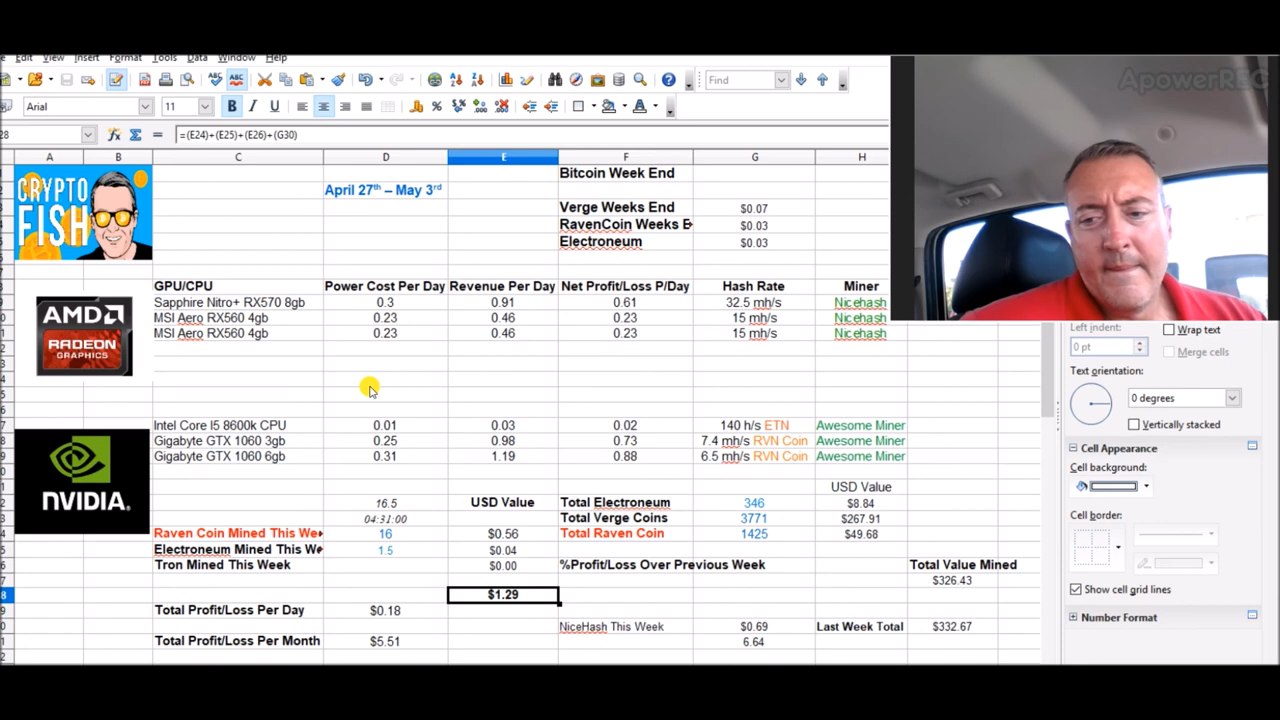 ApowerREC
Edit View Insert Format Tools Data Window Help
Find
Arial 11
28 =(E24)+(E25)+(E26)+(G30)
A B C D E F G H
CRYPTO FISH
Bitcoin Week End
April 27th – May 3rd
Verge Weeks End $0.07
RavenCoin Weeks E $0.03
Electroneum $0.03
GPU/CPU Power Cost Per Day Revenue Per Day Net Profit/Loss P/Day Hash Rate Miner
Sapphire Nitro+ RX570 8gb 0.3 0.91 0.61 32.5 mh/s Nicehash
MSI Aero RX560 4gb 0.23 0.46 0.23 15 mh/s Nicehash
MSI Aero RX560 4gb 0.23 0.46 0.23 15 mh/s Nicehash
AMD
RADEON
GRAPHICS
Left indent:
0 pt
Wrap text
Merge cells
Text orientation:
0 degrees
Vertically stacked
Intel Core I5 8600k CPU 0.01 0.03 0.02 140 h/s ETN Awesome Miner
Gigabyte GTX 1060 3gb 0.25 0.98 0.73 7.4 mh/s RVN Coin Awesome Miner
Gigabyte GTX 1060 6gb 0.31 1.19 0.88 6.5 mh/s RVN Coin Awesome Miner
NVIDIA
USD Value
16.5 USD Value Total Electroneum 346 $8.84
04:31:00 Total Verge Coins 3771 $267.91
Raven Coin Mined This We 16 $0.56 Total Raven Coin 1425 $49.68
Electroneum Mined This W 1.5 $0.04
Tron Mined This Week $0.00 %Profit/Loss Over Previous Week Total Value Mined
$326.43
$1.29
Total Profit/Loss Per Day $0.18
NiceHash This Week $0.69 Last Week Total $332.67
Total Profit/Loss Per Month $5.51 6.64
Cell Appearance
Cell background:
Cell border:
Show cell grid lines
Number Format